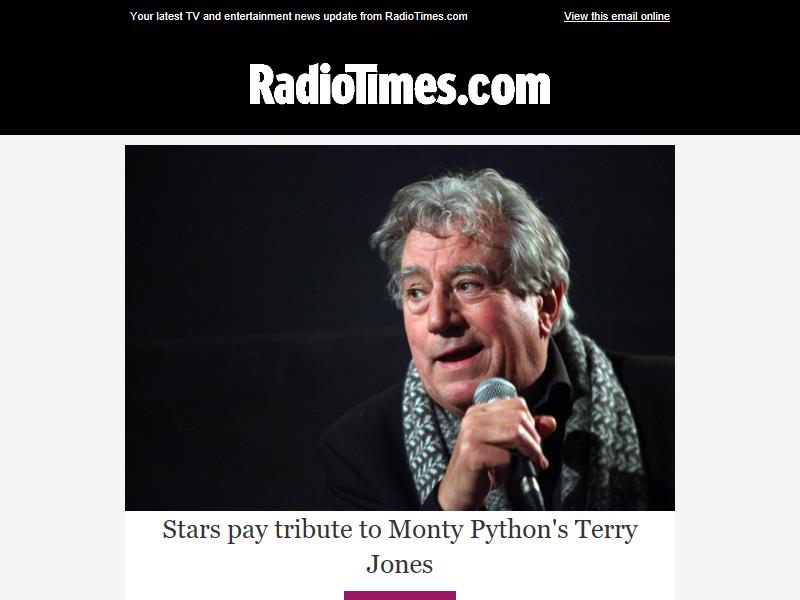 Your latest TV and entertainment news update from RadioTimes.com
View this email online
RadioTimes.com
Stars pay tribute to Monty Python's Terry
Jones